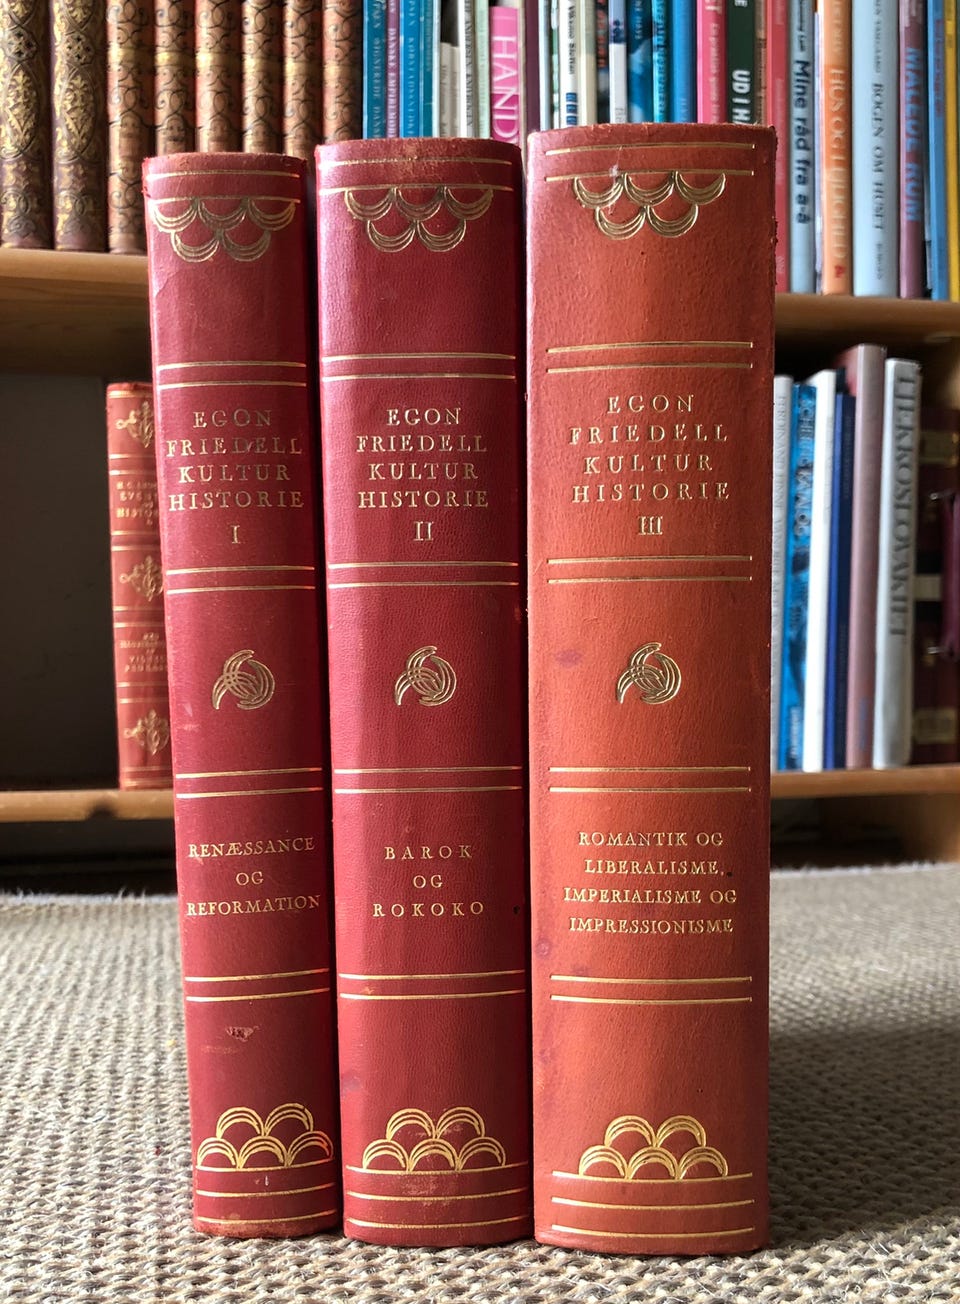 EGON
FRIEDELL
KULTUR
HISTORIE
I
RENÆSSANCE
OG
REFORMATION
EGON
FRIEDELL
KULTUR
HISTORIE
II
BAROK
OG
ROKOKO
EGON
FRIEDELL
KULTUR
HISTORIE
III
ROMANTIK OG
LIBERALISME,
IMPERIALISME OG
IMPRESSIONISME
HAND
UD I H
Mine råd fra a-å
BOGEN OM HUSET